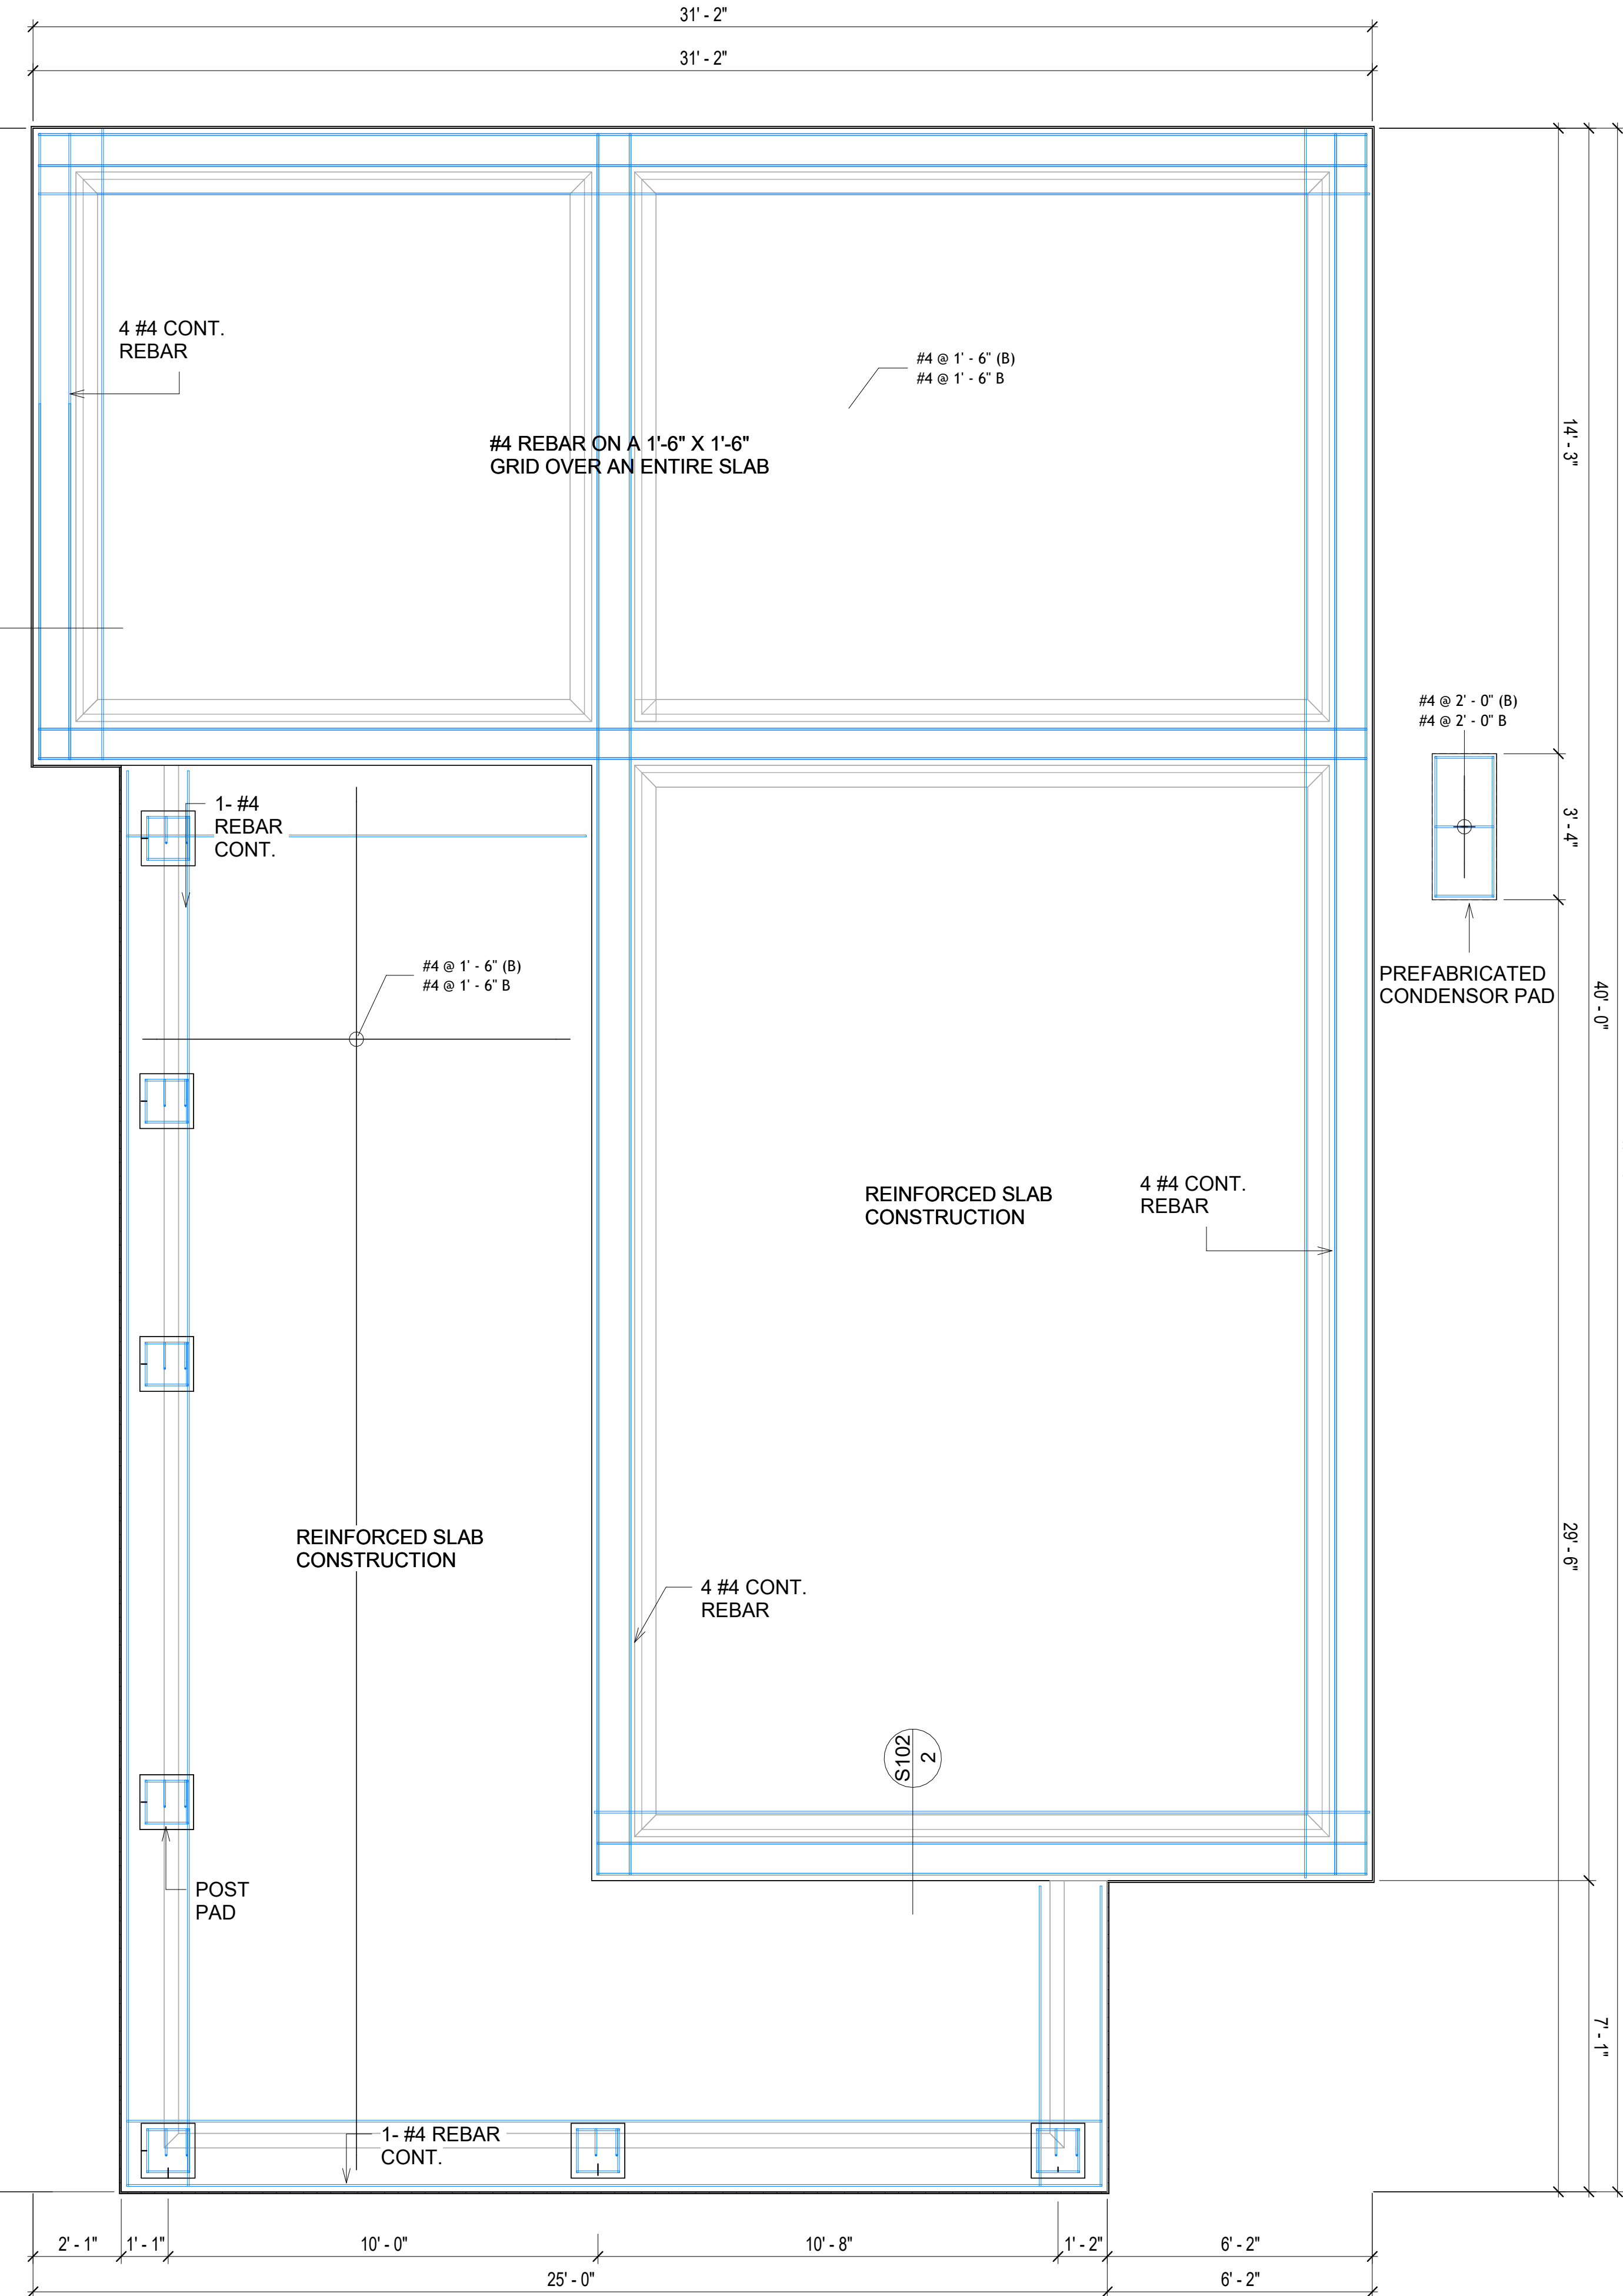 31' - 2"
31' - 2"
4 #4 CONT.
REBAR
#4 @ 1' - 6" (B)
#4 @ 1' - 6" B
#4 REBAR ON A 1'-6" X 1'-6"
GRID OVER AN ENTIRE SLAB
14' - 3"
#4 @ 2' - 0" (B)
#4 @ 2' - 0" B
1- #4
REBAR
CONT.
3' - 4"
#4 @ 1' - 6" (B)
#4 @ 1' - 6" B
PREFABRICATED
CONDENSOR PAD
40' - 0"
REINFORCED SLAB
CONSTRUCTION
4 #4 CONT.
REBAR
REINFORCED SLAB
CONSTRUCTION
29' - 6"
4 #4 CONT.
REBAR
S102
2
POST
PAD
7' - 1"
1- #4 REBAR
CONT.
2' - 1"
1' - 1"
10' - 0"
10' - 8"
1' - 2"
6' - 2"
25' - 0"
6' - 2"